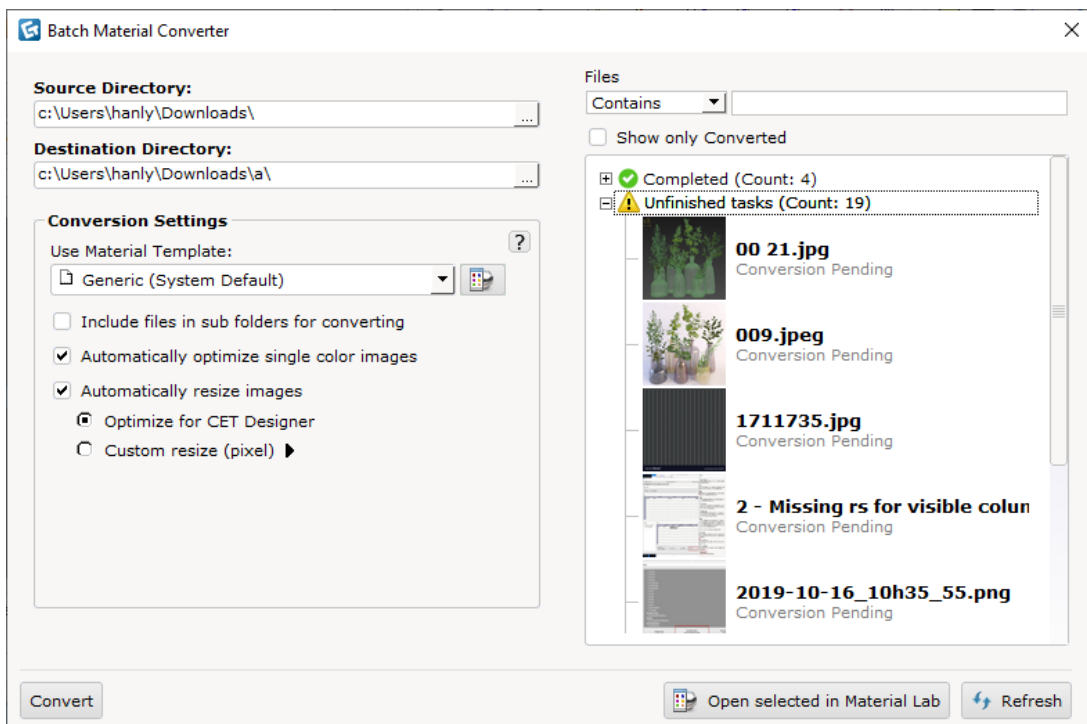 Batch Material Converter
Source Directory:
c:\Users\hanly\Downloads\
...
Destination Directory:
c:\Users\hanly\Downloads\a\
...
Conversion Settings
?
Use Material Template:
Generic (System Default)
Include files in sub folders for converting
Automatically optimize single color images
Automatically resize images
Optimize for CET Designer
Custom resize (pixel)
Files
Contains
Show only Converted
Completed (Count: 4)
Unfinished tasks (Count: 19)
00 21.jpg
Conversion Pending
009.jpeg
Conversion Pending
1711735.jpg
Conversion Pending
2 - Missing rs for visible colun
Conversion Pending
2019-10-16_10h35_55.png
Conversion Pending
Convert
Open selected in Material Lab
Refresh